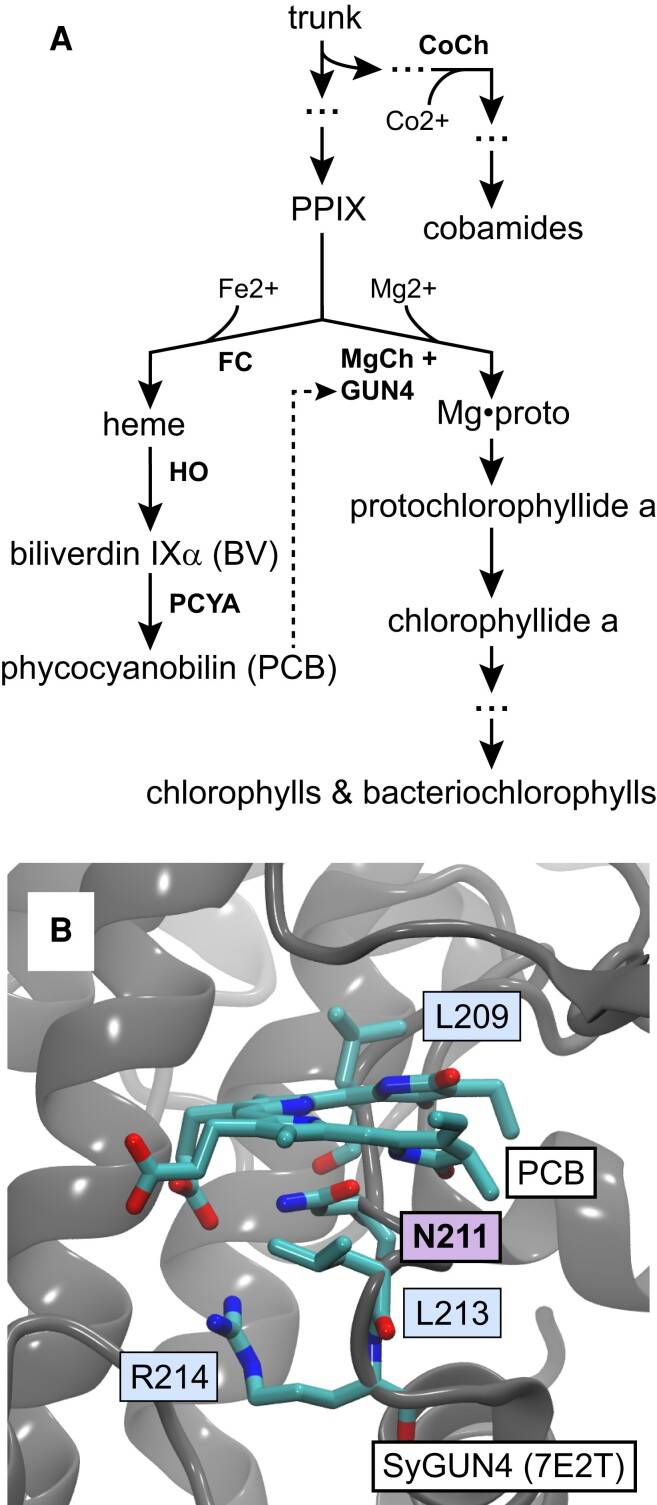 A
trunk
CoCh
...
Co2+
...
...
PPIX
cobamides
Fe2+
Mg2+
FC
MgCh +
GUN4
heme
Mg•proto
HO
protochlorophyllide a
biliverdin IXα (BV)
PCYA
chlorophyllide a
phycocyanobilin (PCB)
...
chlorophylls & bacteriochlorophylls
B
L209
PCB
N211
L213
R214
SyGUN4 (7E2T)